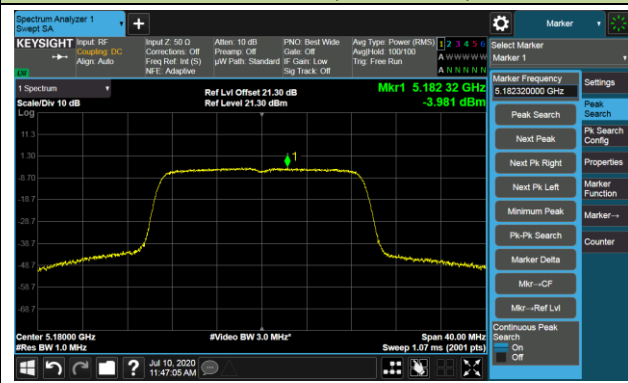 Spectrum Analyzer 1
Swept SA
Marker
KEYSIGHT
Input: RF
Coupling: DC
Align: Auto
Input Z: 50 Ω
Corrections: Off
Freq Ref: Int (S)
NFE: Adaptive
Atten: 10 dB
Preamp: Off
µW Path: Standard
PNO: Best Wide
Gate: Off
IF Gain: Low
Sig Track: Off
Avg Type: Power (RMS)
Avg|Hold: 100/100
Trig: Free Run
1 2 3 4 5 6
A W W W W W
A N N N N N
Select Marker
Marker 1
1 Spectrum
Scale/Div 10 dB
Log
Ref Lvl Offset 21.30 dB
Ref Level 21.30 dBm
Mkr1 5.182 32 GHz
-3.981 dBm
11.3
1.30
-8.70
-18.7
-28.7
-38.7
-48.7
-58.7
-68.7
1
Center 5.18000 GHz
#Res BW 1.0 MHz
#Video BW 3.0 MHz*
Span 40.00 MHz
Sweep 1.07 ms (2001 pts)
Marker Frequency
5.182320000 GHz
Peak Search
Next Peak
Next Pk Right
Next Pk Left
Minimum Peak
Pk-Pk Search
Marker Delta
Mkr→CF
Mkr→Ref Lvl
Continuous Peak
Search
On
Off
Settings
Peak
Search
Pk Search
Config
Properties
Marker
Function
Marker→
Counter
Jul 10, 2020
11:47:05 AM